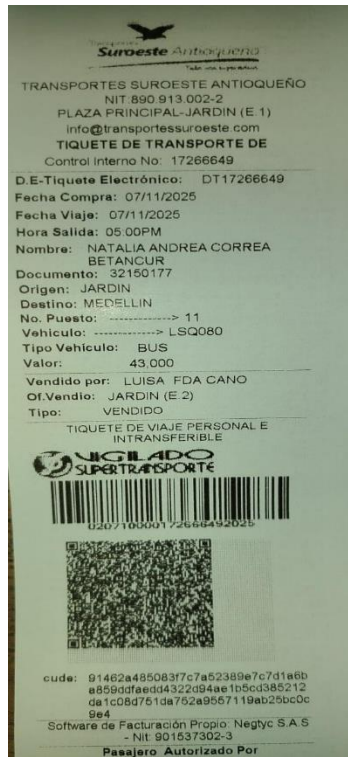 Suroeste Antioqueño
TRANSPORTES SUROESTE ANTIOQUEÑO
NIT:890.913.002-2
PLAZA PRINCIPAL-JARDIN (E.1)
info@transportessuroeste.com
TIQUETE DE TRANSPORTE DE
Control Interno No: 17266649
D.E-Tiquete Electrónico: DT17266649
Fecha Compra: 07/11/2025
Fecha Viaje: 07/11/2025
Hora Salida: 05:00PM
Nombre: NATALIA ANDREA CORREA
BETANCUR
Documento: 32150177
Origen: JARDIN
Destino: MEDELLIN
No. Puesto: ------------> 11
Vehiculo: ------------> LSQ080
Tipo Vehiculo: BUS
Valor: 43,000
Vendido por: LUISA FDA CANO
Of.Vendio: JARDIN (E.2)
Tipo: VENDIDO
TIQUETE DE VIAJE PERSONAL E
INTRANSFERIBLE
VIGILADO
SUPERTRANSPORTE
020710000172666492025
cude: 91462a485083f7c7a52389e7c7d1a6b
a859ddfaedd4322d94ae1b5cd385212
da1c08d751da752a9557119ab25bc0c
9e4
Software de Facturación Propio: Negtyc S.A.S
- Nit: 901537302-3
Pasajero Autorizado Por